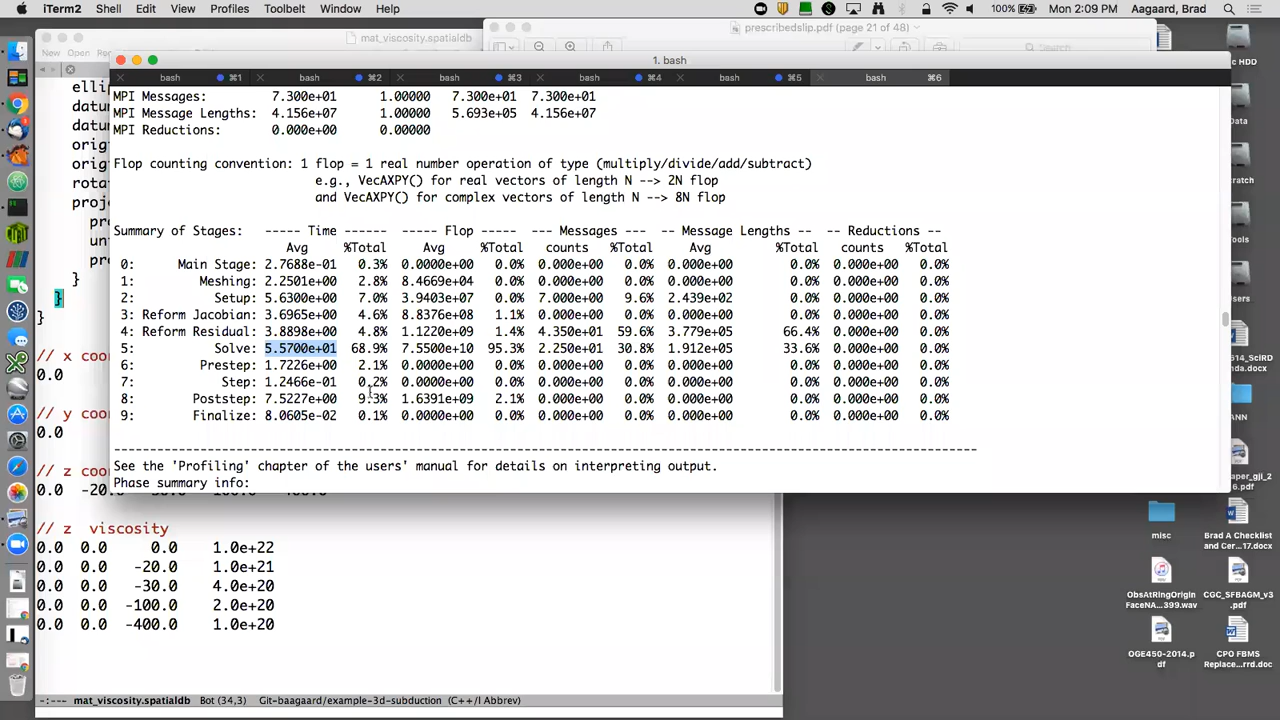 iTerm2 Shell Edit View Profiles Toolbelt Window Help 100% Mon 2:09 PM Aagaard, Brad
mat_viscosity.spatialdb
prescribedslip.pdf (page 21 of 48)
New Open
Search
1. bash
bash ⌘1 bash ⌘2 bash ⌘3 bash ⌘4 bash ⌘5 bash ⌘6
MPI Messages: 7.300e+01 1.00000 7.300e+01 7.300e+01
MPI Message Lengths: 4.156e+07 1.00000 5.693e+05 4.156e+07
MPI Reductions: 0.000e+00 0.00000
Flop counting convention: 1 flop = 1 real number operation of type (multiply/divide/add/subtract)
e.g., VecAXPY() for real vectors of length N --> 2N flop
and VecAXPY() for complex vectors of length N --> 8N flop
Summary of Stages: ----- Time ------ ----- Flop ----- --- Messages --- -- Message Lengths -- -- Reductions --
Avg %Total Avg %Total counts %Total Avg %Total counts %Total
0: Main Stage: 2.7688e-01 0.3% 0.0000e+00 0.0% 0.000e+00 0.0% 0.000e+00 0.0% 0.000e+00 0.0%
1: Meshing: 2.2501e+00 2.8% 8.4669e+04 0.0% 0.000e+00 0.0% 0.000e+00 0.0% 0.000e+00 0.0%
2: Setup: 5.6300e+00 7.0% 3.9403e+07 0.0% 7.000e+00 9.6% 2.439e+02 0.0% 0.000e+00 0.0%
3: Reform Jacobian: 3.6965e+00 4.6% 8.8376e+08 1.1% 0.000e+00 0.0% 0.000e+00 0.0% 0.000e+00 0.0%
4: Reform Residual: 3.8898e+00 4.8% 1.1220e+09 1.4% 4.350e+01 59.6% 3.779e+05 66.4% 0.000e+00 0.0%
5: Solve: 5.5700e+01 68.9% 7.5500e+10 95.3% 2.250e+01 30.8% 1.912e+05 33.6% 0.000e+00 0.0%
6: Prestep: 1.7226e+00 2.1% 0.0000e+00 0.0% 0.000e+00 0.0% 0.000e+00 0.0% 0.000e+00 0.0%
7: Step: 1.2466e-01 0.2% 0.0000e+00 0.0% 0.000e+00 0.0% 0.000e+00 0.0% 0.000e+00 0.0%
8: Poststep: 7.5227e+00 9.3% 1.6391e+09 2.1% 0.000e+00 0.0% 0.000e+00 0.0% 0.000e+00 0.0%
9: Finalize: 8.0605e-02 0.1% 0.0000e+00 0.0% 0.000e+00 0.0% 0.000e+00 0.0% 0.000e+00 0.0%
------------------------------------------------------------------------------------------------------------------------
See the 'Profiling' chapter of the users' manual for details on interpreting output.
Phase summary info:
}
}
}
// x coo
0.0
// y coo
0.0
// z coo
0.0 -20.
// z viscosity
0.0 0.0 0.0 1.0e+22
0.0 0.0 -20.0 1.0e+21
0.0 0.0 -30.0 4.0e+20
0.0 0.0 -100.0 2.0e+20
0.0 0.0 -400.0 1.0e+20
-:--- mat_viscosity.spatialdb Bot (34,3) Git-baagaard/example-3d-subduction (C++/l Abbrev)
misc
Brad A Checklist
and Cer...17.docx
ObsAtRingOrigin
FaceNA...399.wav
CGC_SFBAGM_v3
.pdf
OGE450-2014.p
df
CPO FBMS
Replace...rrd.doc